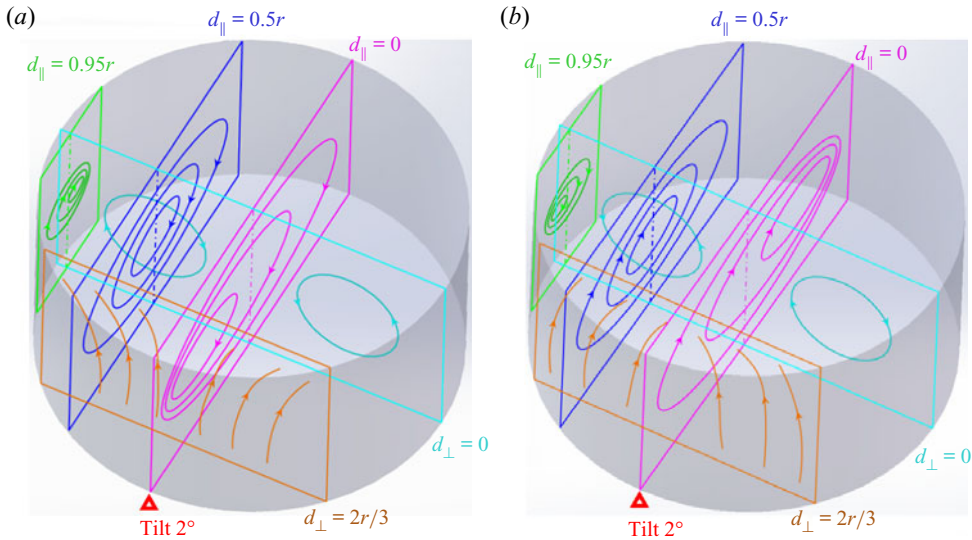 (a)
d∥ = 0.5r
d∥ = 0
d∥ = 0.95r
d⊥ = 0
Tilt 2°
d⊥ = 2r/3
(b)
d∥ = 0.5r
d∥ = 0
d∥ = 0.95r
d⊥ = 0
Tilt 2°
d⊥ = 2r/3